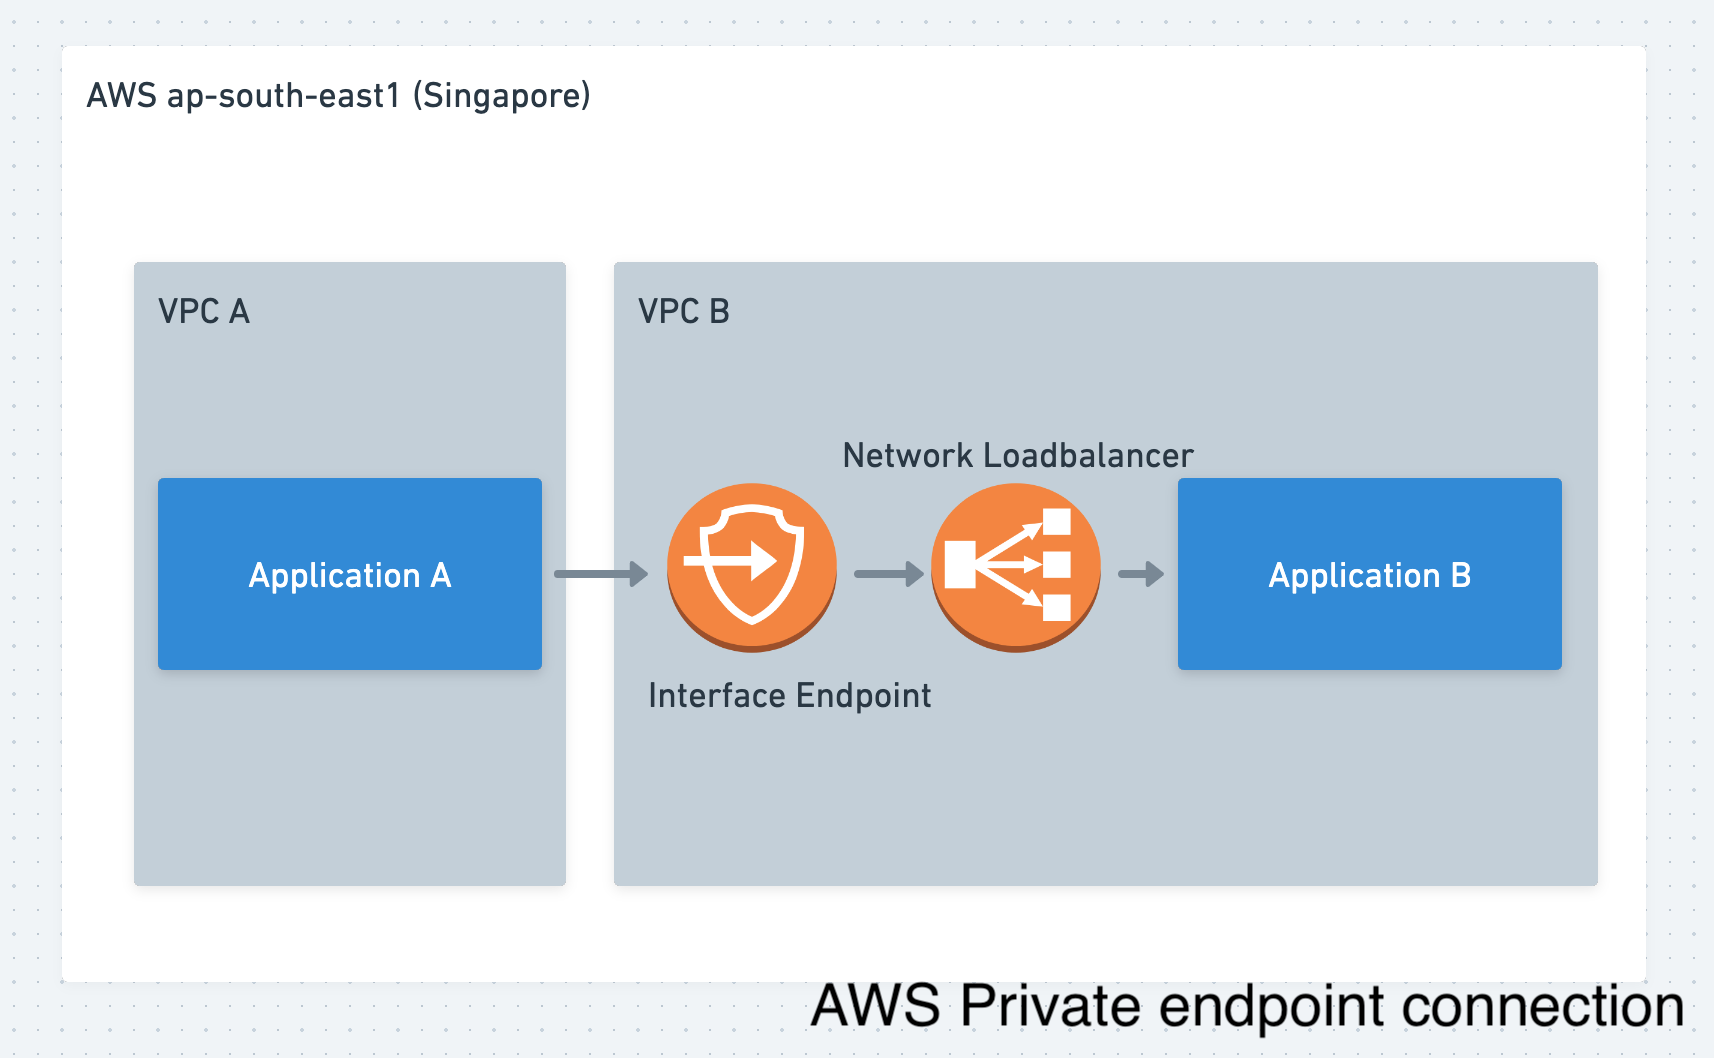 AWS ap-south-east1 (Singapore)
VPC A
VPC B
Network Loadbalancer
Application A
Application B
Interface Endpoint
AWS Private endpoint connection